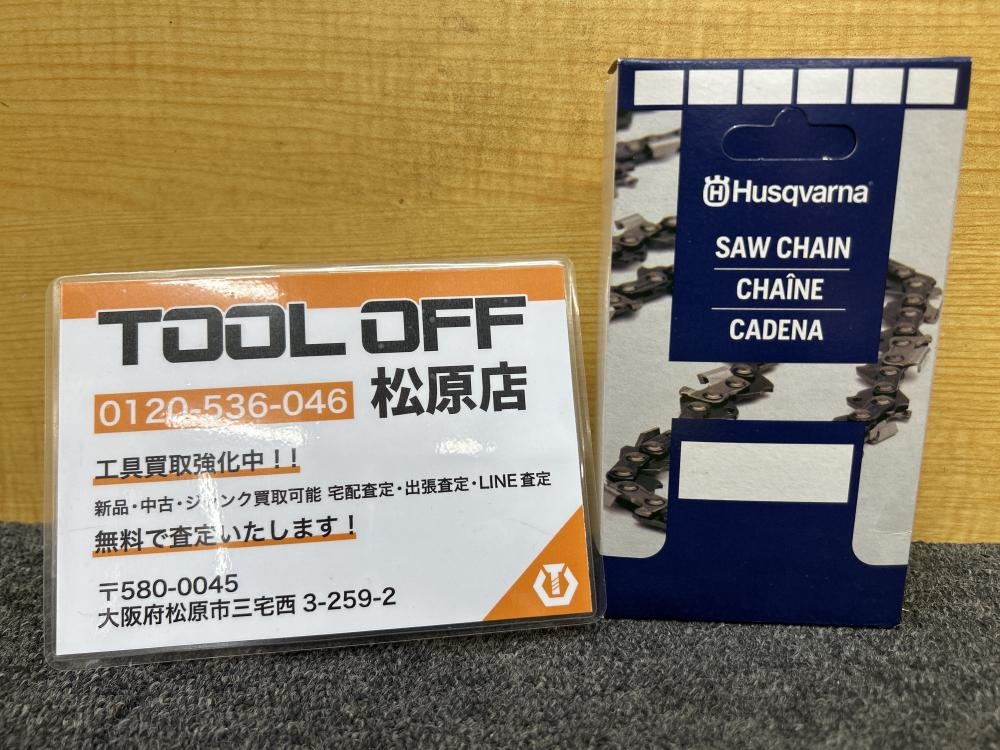 TOOL OFF
0120-536-046 松原店
工具買取強化中！！
新品・中古・ジャンク買取可能 宅配査定・出張査定・LINE査定
無料で査定いたします！
〒580-0045
大阪府松原市三宅西 3-259-2
Husqvarna
SAW CHAIN
CHAÎNE
CADENA